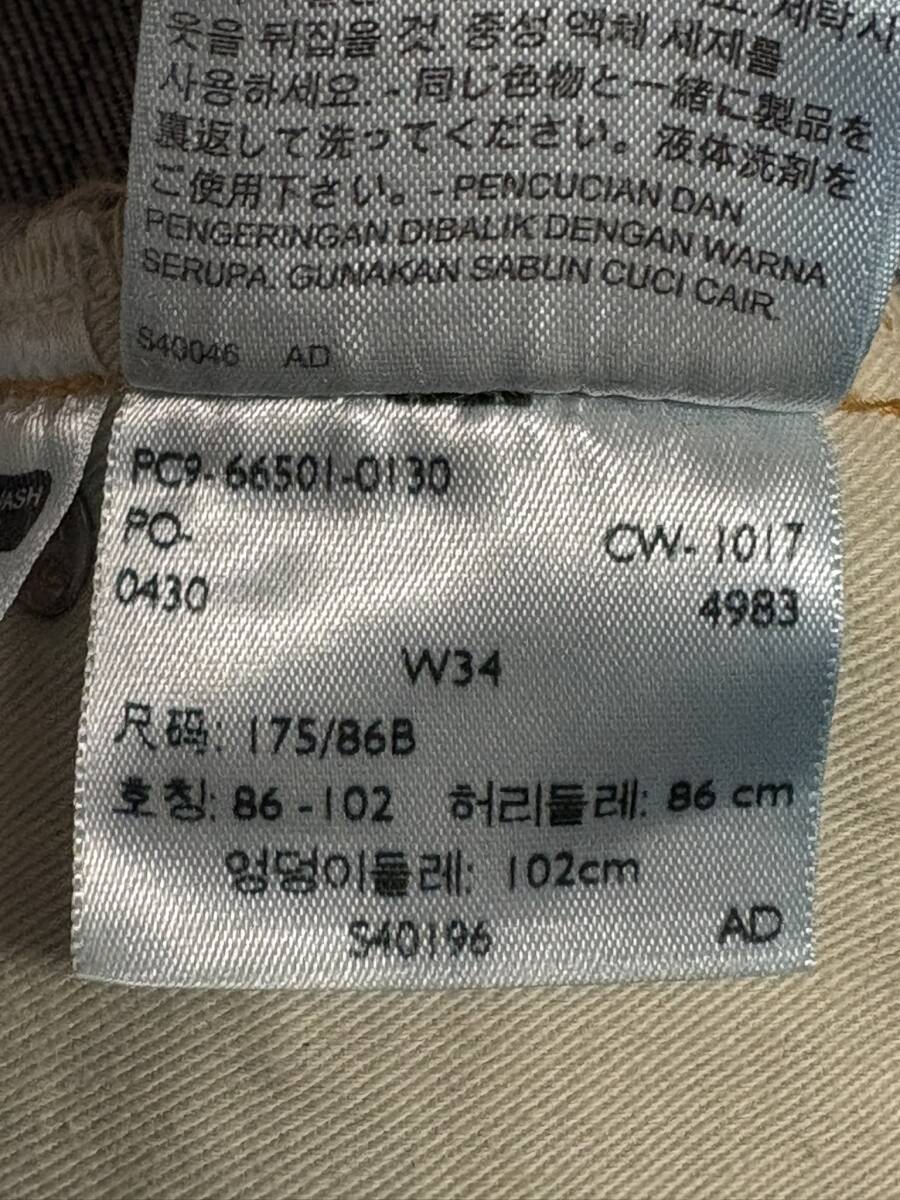 세탁 시
옷을 뒤집을 것. 중성 액체 세제를
사용하세요. - 同じ色物と一緒に製品を
裏返して洗ってください。液体洗剤を
ご使用下さい。- PENCUCIAN DAN
PENGERINGAN DIBALIK DENGAN WARNA
SERUPA. GUNAKAN SABUN CUCI CAIR.
S40046 AD
PC9-66501-0130
PO-
CW-1017
0430
4983
W34
尺码: 175/86B
호칭: 86 -102 허리둘레: 86 cm
엉덩이둘레: 102cm
S40196 AD